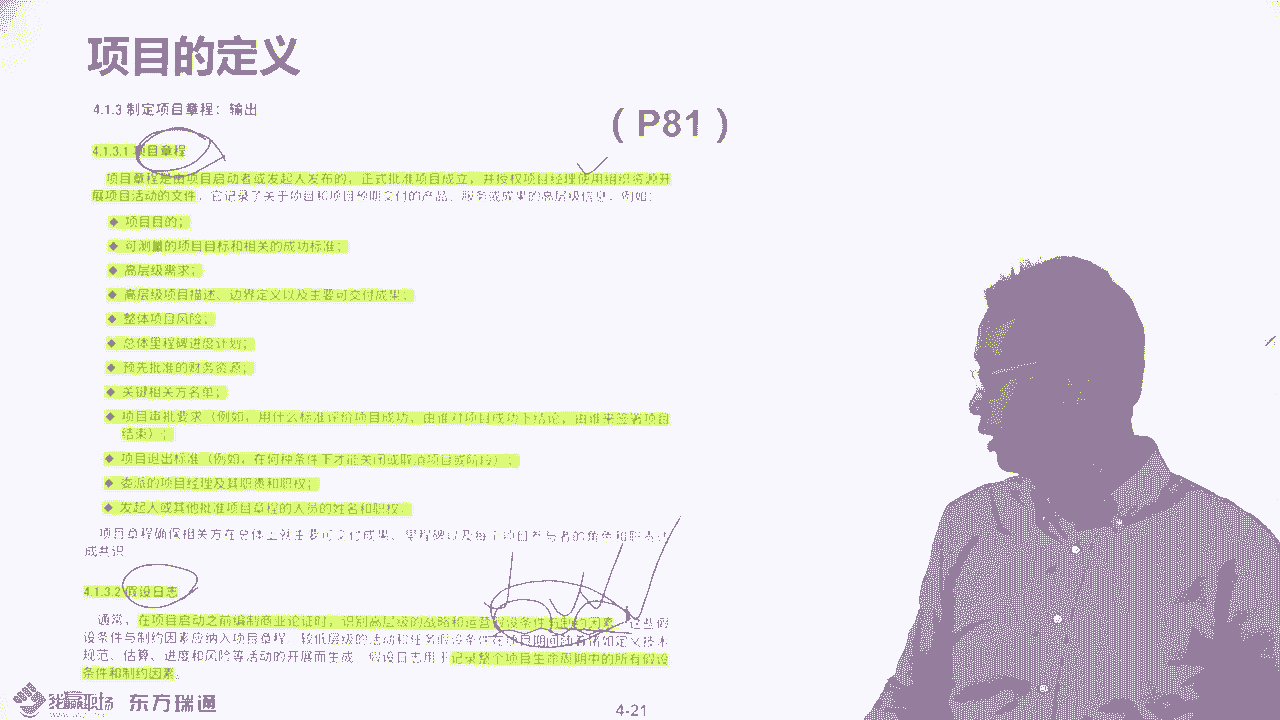 项目的定义
4.1.3 制定项目章程：输出
（P81）
4.1.3.1 项目章程
项目章程是由项目启动者或发起人发布的，正式批准项目成立，并授权项目经理使用组织资源开
展项目活动的文件。它记录了关于项目和项目预期交付的产品、服务或成果的高层级信息，例如：
◆ 项目目的；
◆ 可测量的项目目标和相关的成功标准；
◆ 高层级需求；
◆ 高层级项目描述、边界定义以及主要可交付成果；
◆ 整体项目风险；
◆ 总体里程碑进度计划；
◆ 预先批准的财务资源；
◆ 关键相关方名单；
◆ 项目审批要求（例如，用什么标准评价项目成功，由谁对项目成功下结论，由谁来签署项目
结束）；
◆ 项目退出标准（例如，在何种条件下才能关闭或取消项目或阶段）；
◆ 委派的项目经理及其职责和职权；
◆ 发起人或其他批准项目章程的人员的姓名和职权。
项目章程确保相关方在总体上就主要可交付成果、里程碑以及每个项目参与者的角色和职责达
成共识
4.1.3.2 假设日志
通常，在项目启动之前编制商业论证时，识别高层级的战略和运营假设条件与制约因素。这些假
设条件与制约因素应纳入项目章程。较低层级的活动和任务假设条件在项目期间随着诸如定义技术
规范、估算、进度和风险等活动的开展而生成。假设日志用于记录整个项目生命周期中的所有假设
条件和制约因素。
东方瑞通
4-21